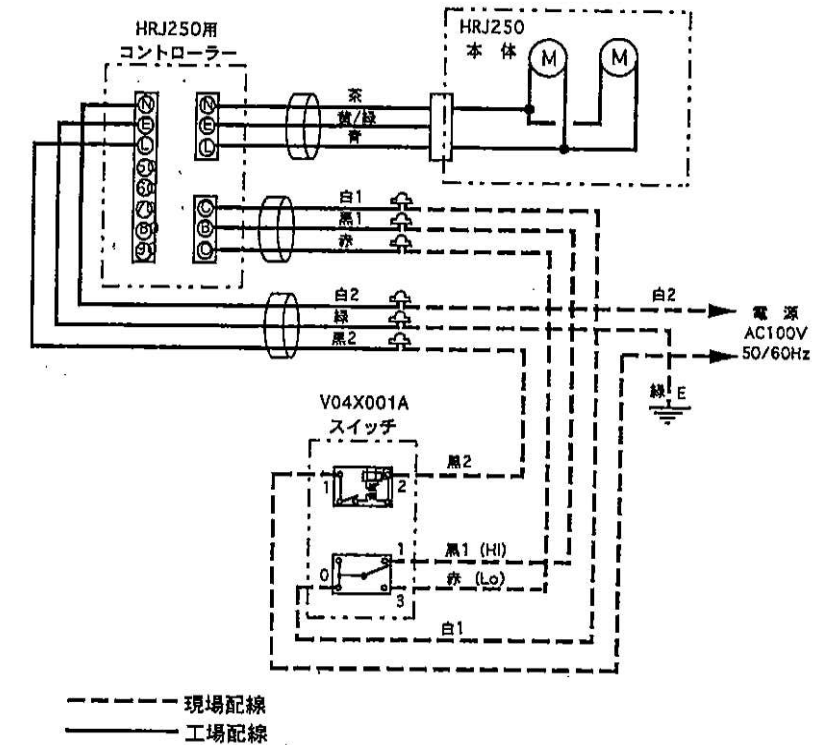 HRJ250用
コントローラー
HRJ250
本 体
M
M
N
E
L
N
E
L
茶
黄/緑
青
C
B
白1
黒1
赤
白2
緑
黒2
白2
電 源
AC100V
50/60Hz
緑 E
V04X001A
スイッチ
1
2
黒2
0
1
3
黒1 (HI)
赤 (Lo)
白1
現場配線
工場配線